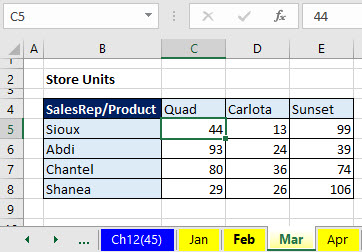 C5 44
A B C D E
1
2 Store Units
3
4 SalesRep/Product Quad Carlota Sunset
5 Sioux 44 13 99
6 Abdi 93 24 39
7 Chantel 80 36 74
8 Shanea 29 26 106
9
... Ch12(45) Jan Feb Mar Apr